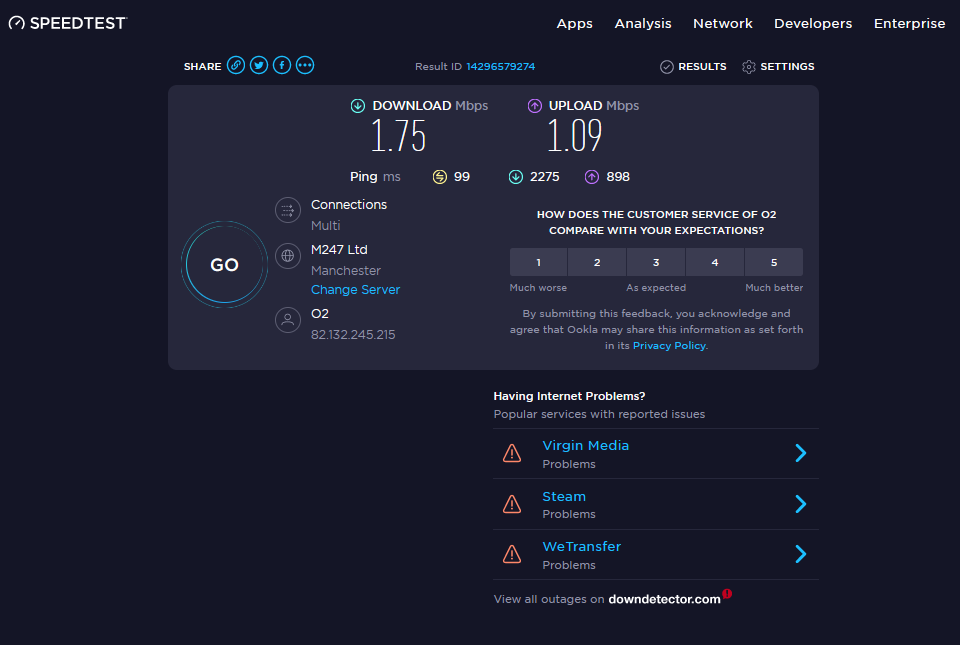 SPEEDTEST
Apps Analysis Network Developers Enterprise
SHARE
Result ID 14296579274
RESULTS SETTINGS
DOWNLOAD Mbps
1.75
UPLOAD Mbps
1.09
Ping ms 99 2275 898
GO
Connections
Multi
M247 Ltd
Manchester
Change Server
O2
82.132.245.215
HOW DOES THE CUSTOMER SERVICE OF O2
COMPARE WITH YOUR EXPECTATIONS?
1 2 3 4 5
Much worse As expected Much better
By submitting this feedback, you acknowledge and
agree that Ookla may share this information as set forth
in its Privacy Policy.
Having Internet Problems?
Popular services with reported issues
Virgin Media
Problems
Steam
Problems
WeTransfer
Problems
View all outages on downdetector.com